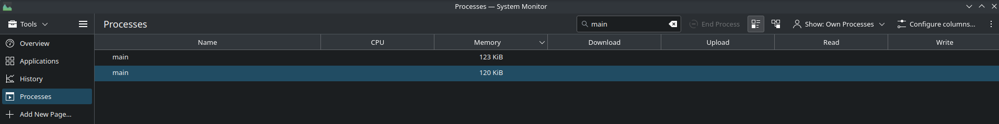 Processes — System Monitor
Tools
Processes
main
End Process
Show: Own Processes
Configure columns...
Overview
Applications
History
Processes
Add New Page...
Name CPU Memory Download Upload Read Write
main 123 KiB
main 120 KiB